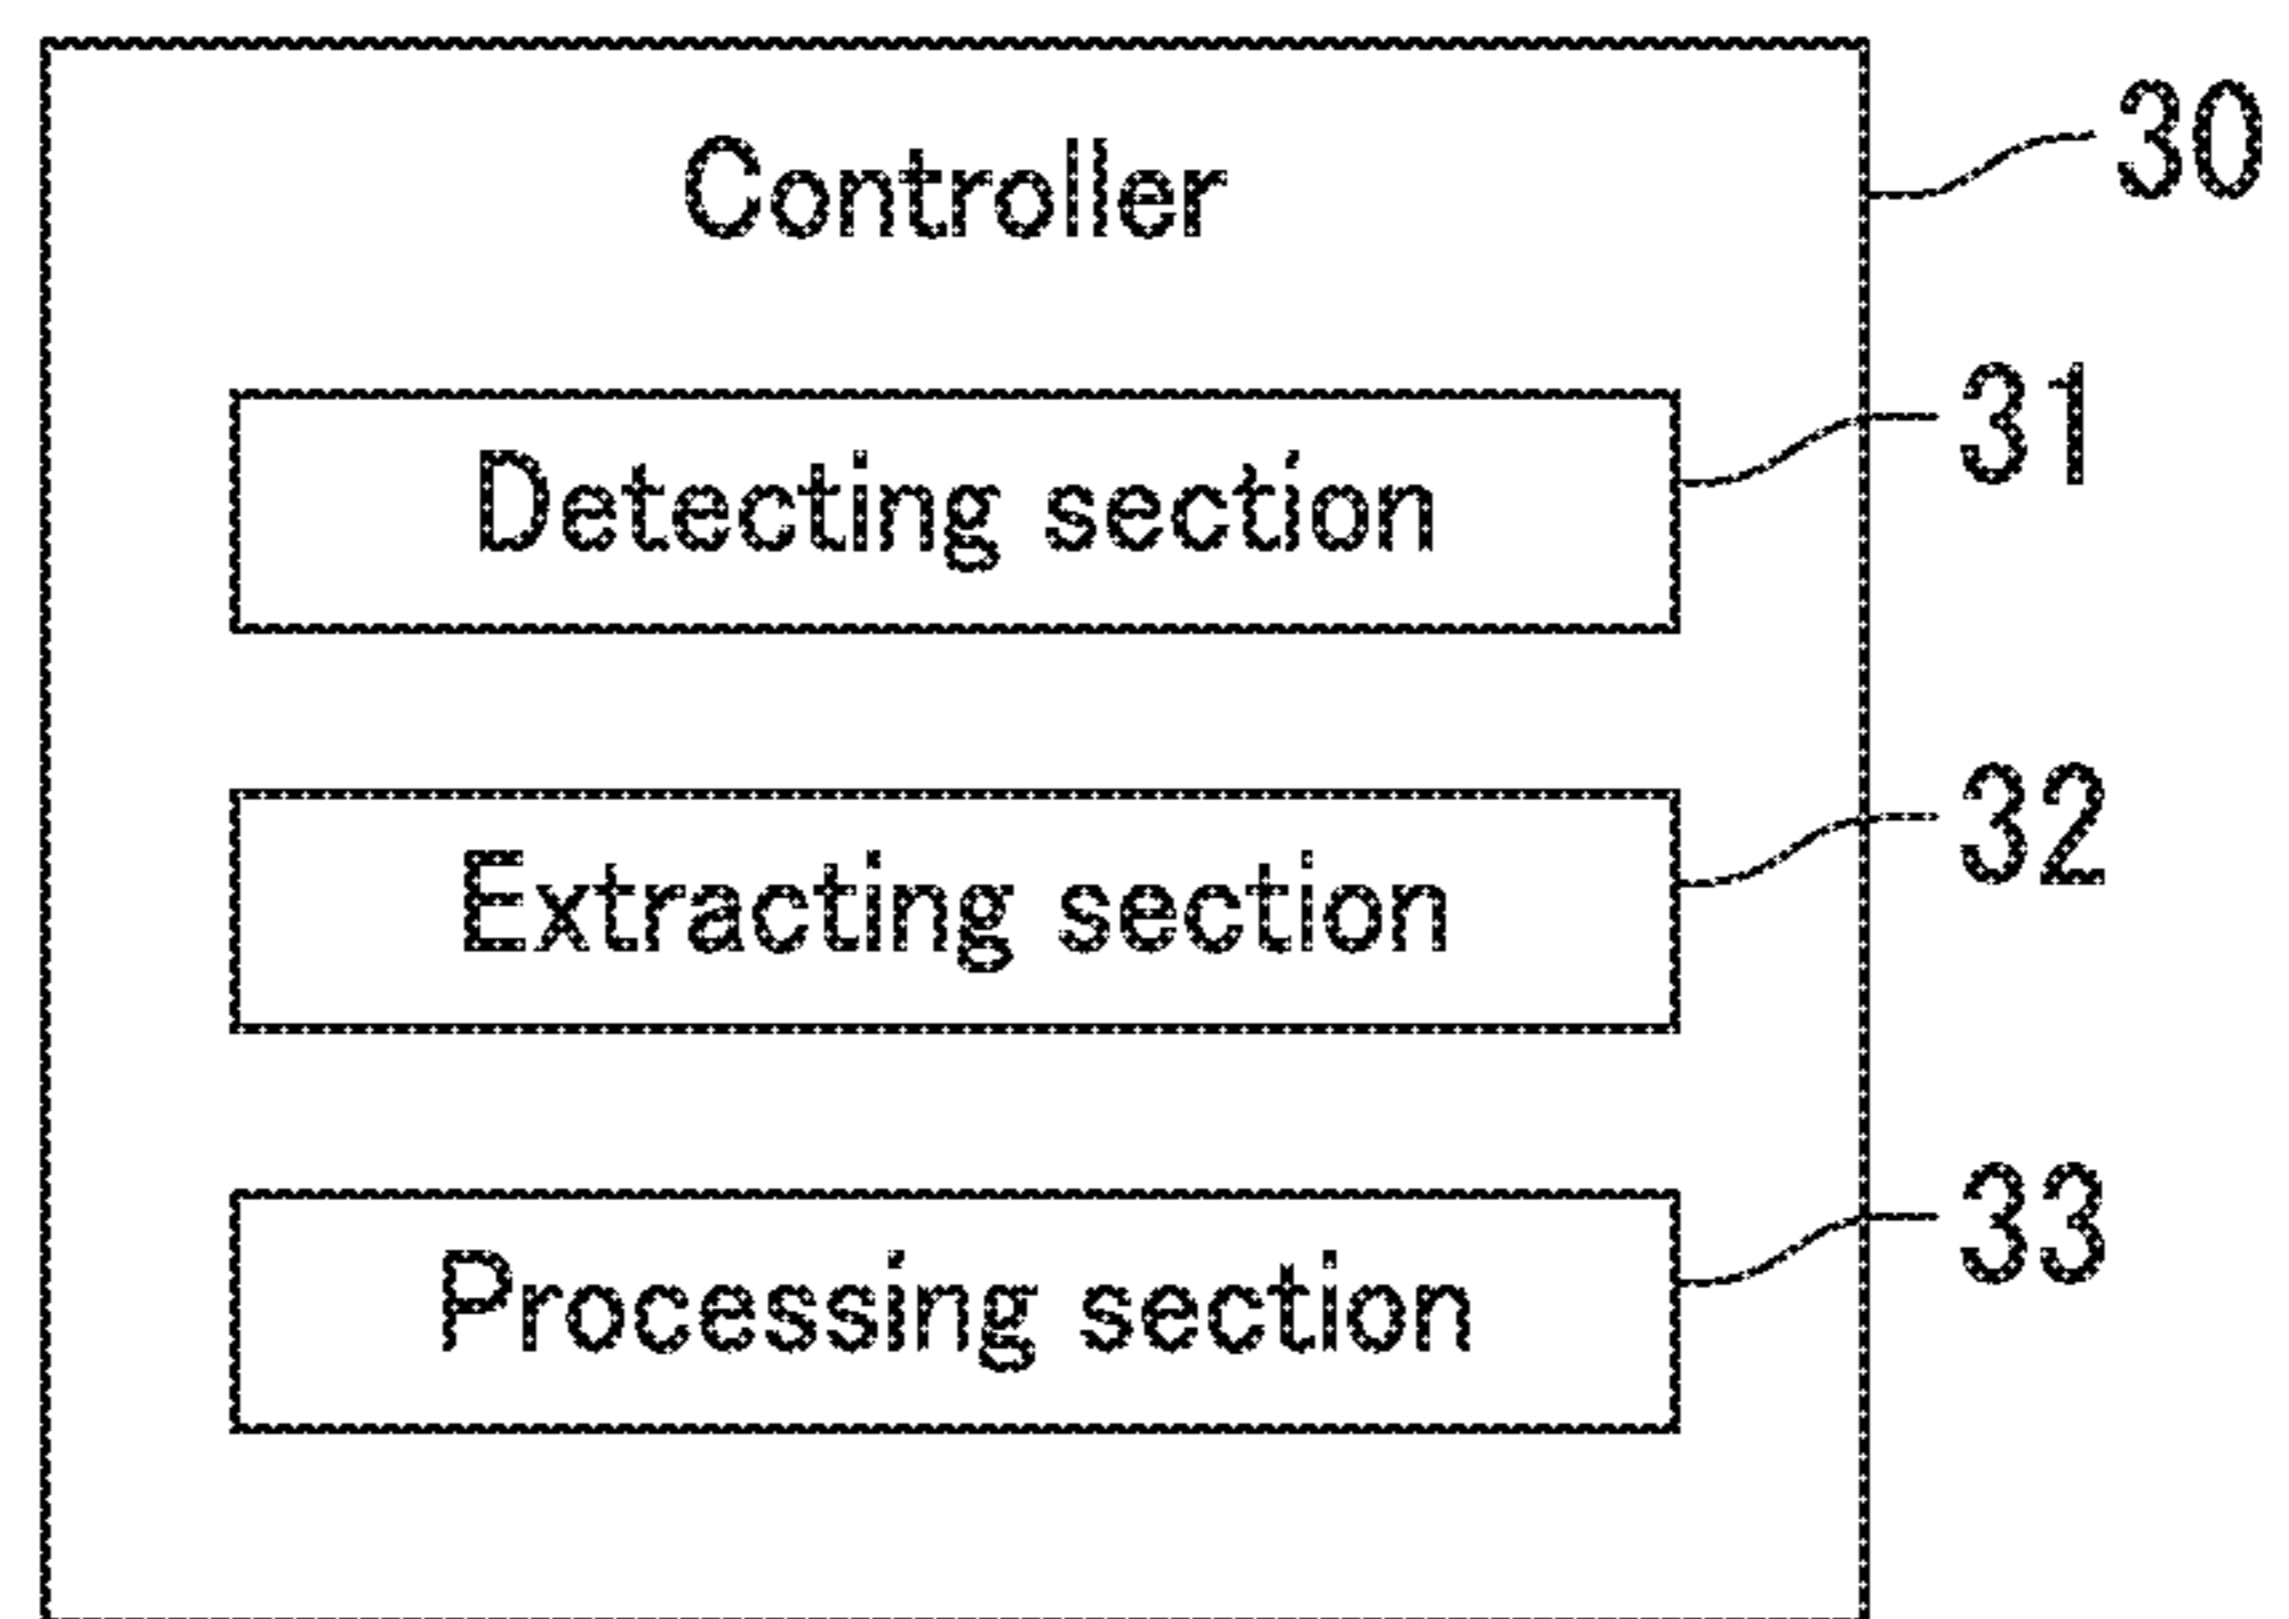 Controller 30
Detecting section 31
Extracting section 32
Processing section 33